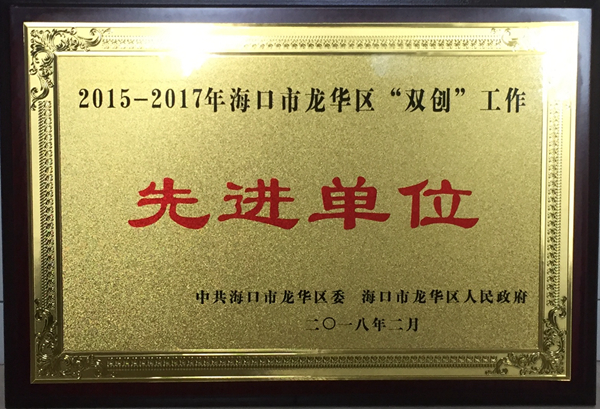 2015-2017年海口市龙华区“双创”工作
先进单位
中共海口市龙华区委 海口市龙华区人民政府
二〇一八年二月